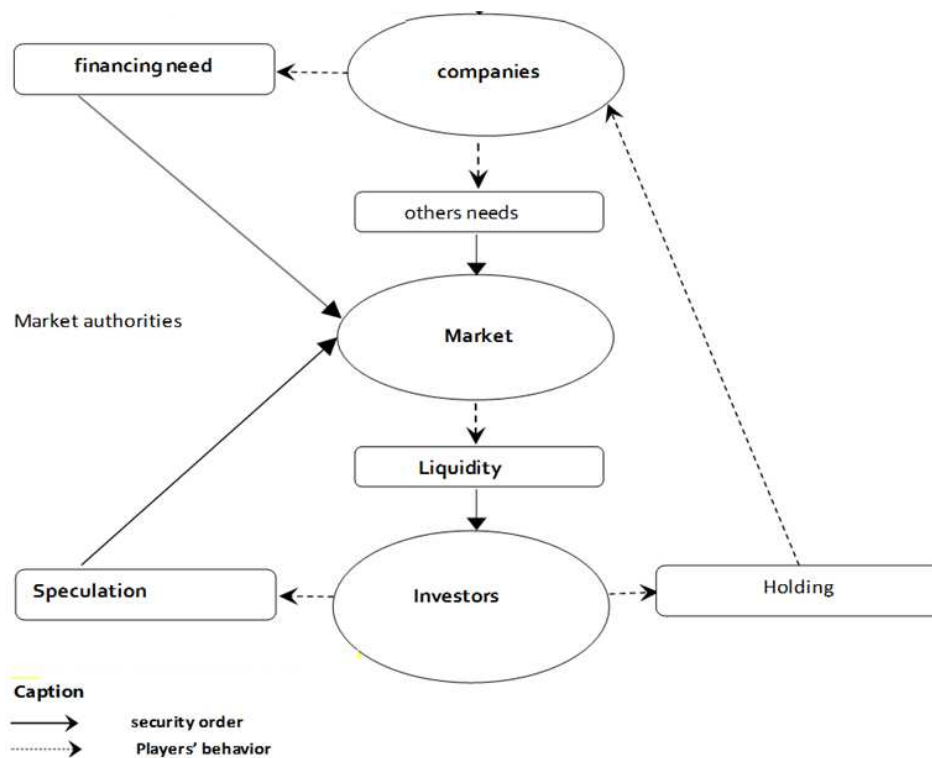 financing need
companies
others needs
Market authorities
Market
Liquidity
Speculation
Investors
Holding
Caption
security order
Players’ behavior